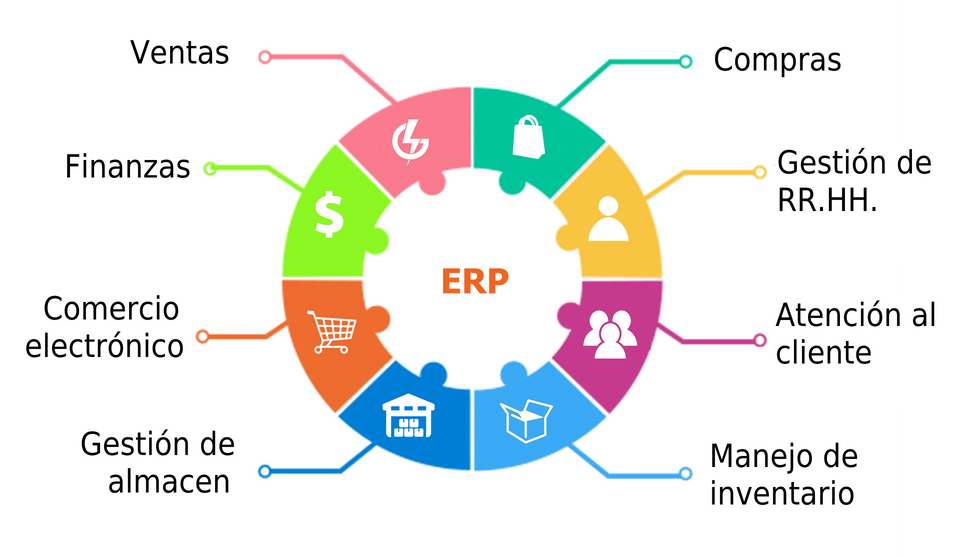 Ventas
Compras
Finanzas
Gestión de
RR.HH.
ERP
Comercio
electrónico
Atención al
cliente
Gestión de
almacen
Manejo de
inventario